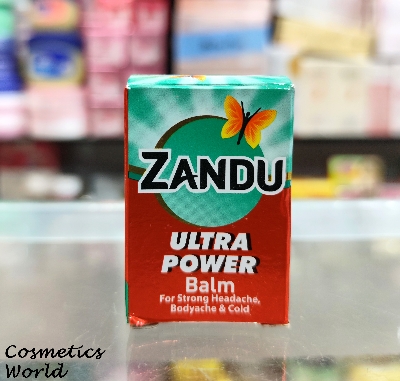 ZANDU
ULTRA
POWER
Balm
For Strong Headache,
Bodyache & Cold
Cosmetics
World